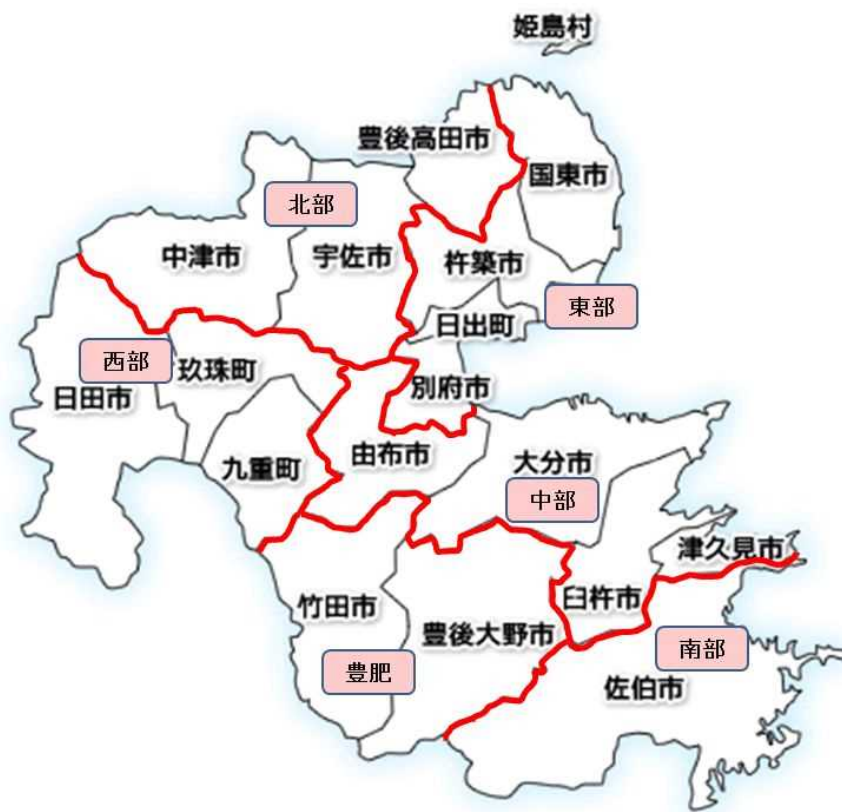 姫島村
豊後高田市
国東市
北部
中津市
宇佐市
杵築市
東部
日出町
西部
玖珠町
日田市
別府市
九重町
由布市
大分市
中部
津久見市
竹田市
臼杵市
豊後大野市
南部
豊肥
佐伯市